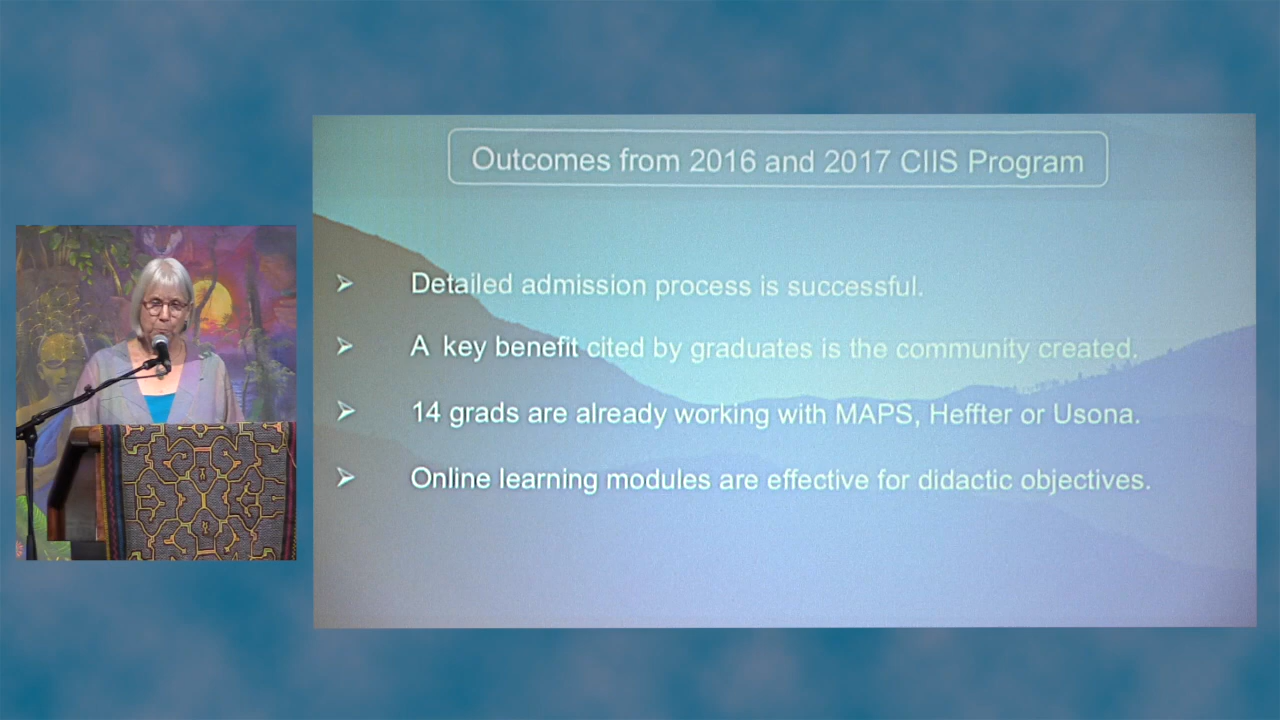 Outcomes from 2016 and 2017 CIIS Program
Detailed admission process is successful.
A key benefit cited by graduates is the community created.
14 grads are already working with MAPS, Heffter or Usona.
Online learning modules are effective for didactic objectives.